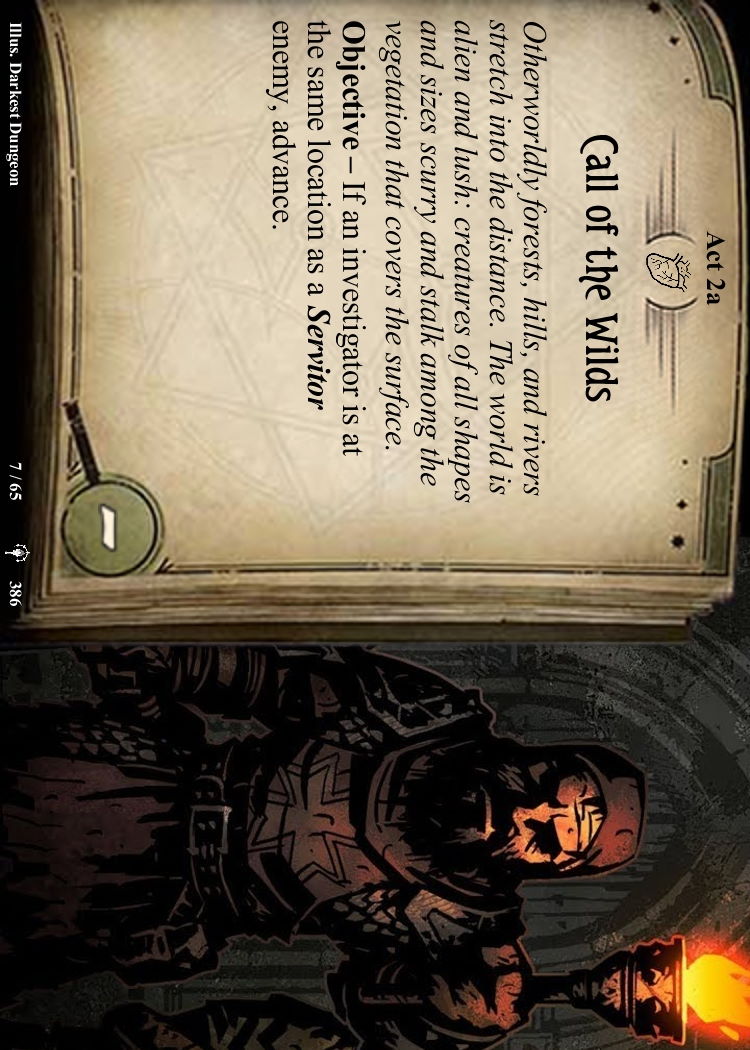 Act 2a
Call of the Wilds
Otherworldly forests, hills, and rivers
stretch into the distance. The world is
alien and lush: creatures of all shapes
and sizes scurry and stalk among the
vegetation that covers the surface.
Objective – If an investigator is at
the same location as a Servitor
enemy, advance.
–
Illus. Darkest Dungeon
7 / 65
386